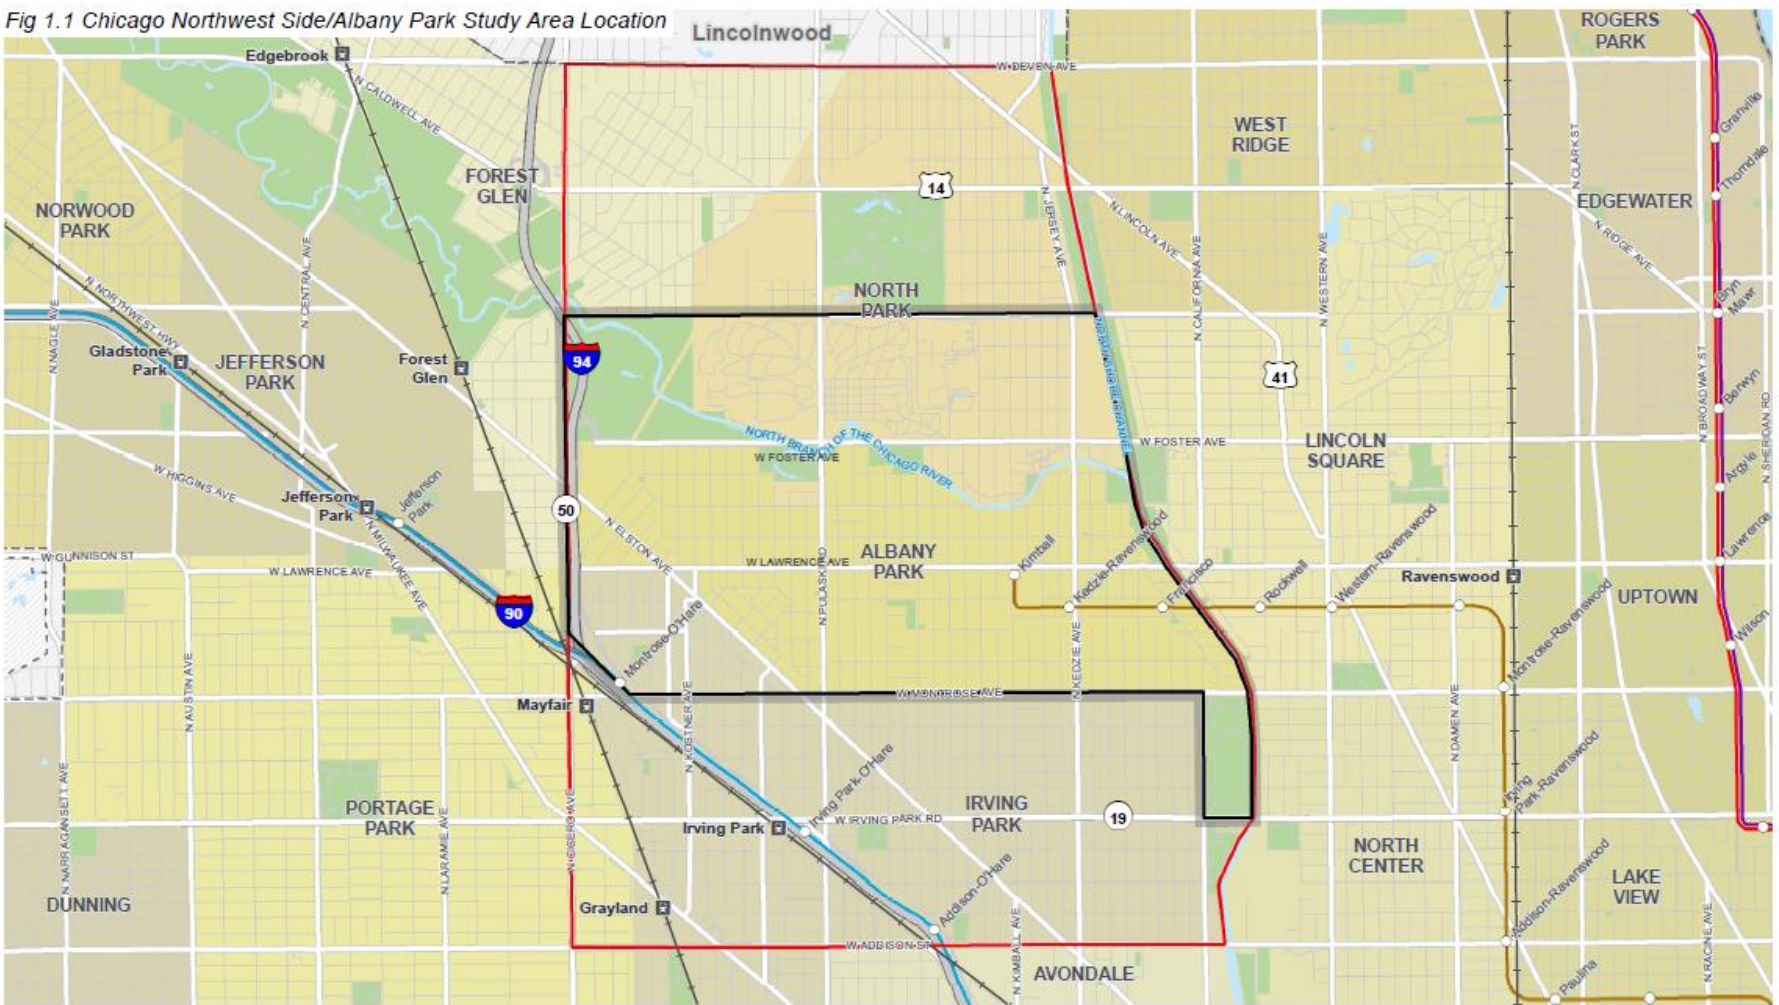 Fig 1.1 Chicago Northwest Side/Albany Park Study Area Location
Lincolnwood
ROGERS
PARK
Edgebrook
W DEVON AVE
N CALDWELL AVE
Granville
WEST
RIDGE
N CLARK ST
FOREST
GLEN
14
Thorndale
NORWOOD
PARK
N JERSEY AVE
N LINCOLN AVE
EDGEWATER
N RIDGE AVE
N CENTRAL AVE
N CALIFORNIA AVE
N WESTERN AVE
N NORTHWEST HWY
NORTH
PARK
Bryn
Mawr
N NAGLE AVE
Gladstone
Park
JEFFERSON
PARK
Forest
Glen
94
41
N BROADWAY ST
Berwyn
N SHERIDAN RD
NORTH BRANCH OF THE CHICAGO RIVER
W FOSTER AVE
W FOSTER AVE
LINCOLN
SQUARE
W HIGGINS AVE
Argyle
Jefferson
Park
Jefferson
Park
50
N MILWAUKEE AVE
N ELSTON AVE
Kimball
Kedzie-Ravenswood
Francisco
Rockwell
Western-Ravenswood
Lawrence
W GUNNISON ST
W LAWRENCE AVE
W LAWRENCE AVE
ALBANY
PARK
Ravenswood
N PULASKI RD
UPTOWN
90
Montrose-O'Hare
Montrose-Ravenswood
Wilson
N KEDZIE AVE
N AUSTIN AVE
W MONTROSE AVE
Mayfair
N KOSTNER AVE
N DAMEN AVE
Irving Park-O'Hare
Irving
Park-Ravenswood
PORTAGE
PARK
IRVING
PARK
19
W IRVING PARK RD
Irving Park
N NARRAGANSETT AVE
N LARAMIE AVE
N CICERO AVE
NORTH
CENTER
Addison-O'Hare
Addison-Ravenswood
LAKE
VIEW
DUNNING
Grayland
N KIMBALL AVE
W ADDISON ST
N RACINE AVE
AVONDALE
Paulina